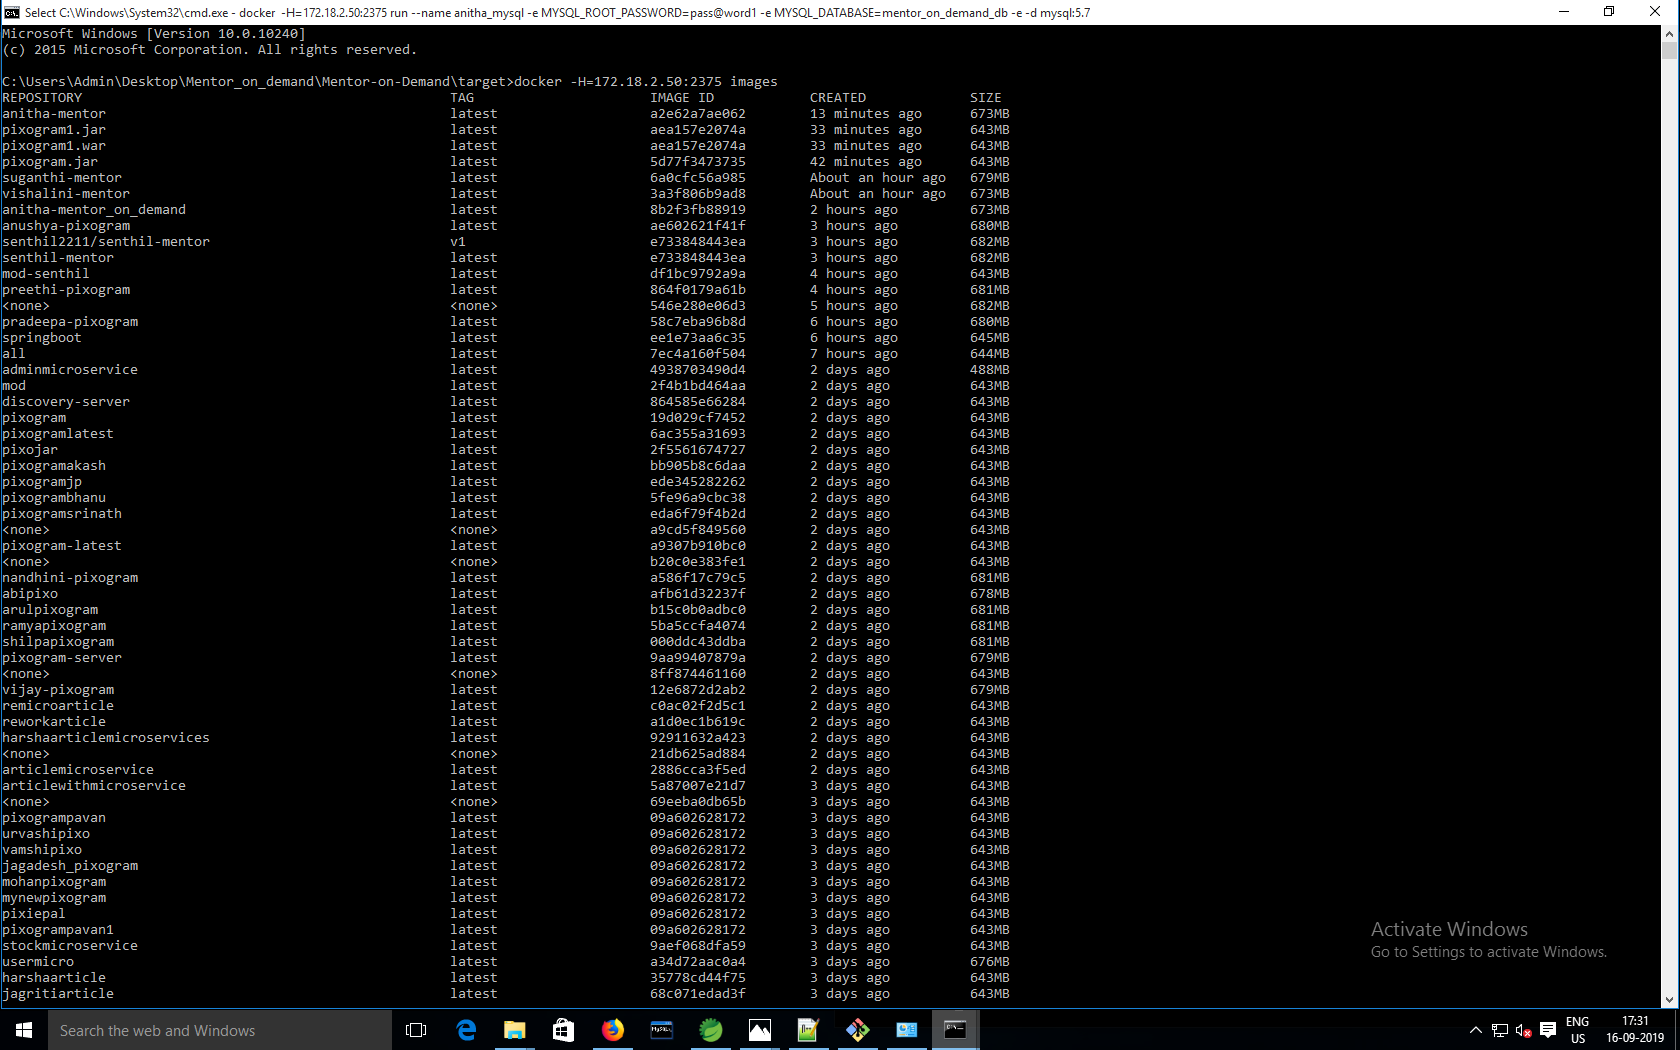 Select C:\Windows\System32\cmd.exe - docker -H=172.18.2.50:2375 run --name anitha_mysql -e MYSQL_ROOT_PASSWORD=pass@word1 -e MYSQL_DATABASE=mentor_on_demand_db -e -d mysql:5.7
Microsoft Windows [Version 10.0.10240]
(c) 2015 Microsoft Corporation. All rights reserved.
C:\Users\Admin\Desktop\Mentor_on_demand\Mentor-on-Demand\target>docker -H=172.18.2.50:2375 images
REPOSITORY TAG IMAGE ID CREATED SIZE
anitha-mentor latest a2e62a7ae062 13 minutes ago 673MB
pixogram1.jar latest aea157e2074a 33 minutes ago 643MB
pixogram1.war latest aea157e2074a 33 minutes ago 643MB
pixogram.jar latest 5d77f3473735 42 minutes ago 643MB
suganthi-mentor latest 6a0cfc56a985 About an hour ago 679MB
vishalini-mentor latest 3a3f806b9ad8 About an hour ago 673MB
anitha-mentor_on_demand latest 8b2f3fb88919 2 hours ago 673MB
anushya-pixogram latest ae602621f41f 3 hours ago 680MB
senthil2211/senthil-mentor v1 e733848443ea 3 hours ago 682MB
senthil-mentor latest e733848443ea 3 hours ago 682MB
mod-senthil latest df1bc9792a9a 4 hours ago 643MB
preethi-pixogram latest 864f0179a61b 4 hours ago 681MB
<none> <none> 546e280e06d3 5 hours ago 682MB
pradeepa-pixogram latest 58c7eba96b8d 6 hours ago 680MB
springboot latest ee1e73aa6c35 6 hours ago 645MB
all latest 7ec4a160f504 7 hours ago 644MB
adminmicroservice latest 4938703490d4 2 days ago 488MB
mod latest 2f4b1bd464aa 2 days ago 643MB
discovery-server latest 864585e66284 2 days ago 643MB
pixogram latest 19d029cf7452 2 days ago 643MB
pixogramlatest latest 6ac355a31693 2 days ago 643MB
pixojar latest 2f5561674727 2 days ago 643MB
pixogramakash latest bb905b8c6daa 2 days ago 643MB
pixogramjp latest ede345282262 2 days ago 643MB
pixogrambhanu latest 5fe96a9cbc38 2 days ago 643MB
pixogramsrinath latest eda6f79f4b2d 2 days ago 643MB
<none> <none> a9cd5f849560 2 days ago 643MB
pixogram-latest latest a9307b910bc0 2 days ago 643MB
<none> <none> b20c0e383fe1 2 days ago 643MB
nandhini-pixogram latest a586f17c79c5 2 days ago 681MB
abipixo latest afb61d32237f 2 days ago 678MB
arulpixogram latest b15c0b0adbc0 2 days ago 681MB
ramyapixogram latest 5ba5ccfa4074 2 days ago 681MB
shilpapixogram latest 000ddc43ddba 2 days ago 681MB
pixogram-server latest 9aa99407879a 2 days ago 679MB
<none> <none> 8ff874461160 2 days ago 643MB
vijay-pixogram latest 12e6872d2ab2 2 days ago 679MB
remicroarticle latest c0ac02f2d5c1 2 days ago 643MB
reworkarticle latest a1d0ec1b619c 2 days ago 643MB
harshaarticlemicroservices latest 92911632a423 2 days ago 643MB
<none> <none> 21db625ad884 2 days ago 643MB
articlemicroservice latest 2886cca3f5ed 2 days ago 643MB
articlewithmicroservice latest 5a87007e21d7 3 days ago 643MB
<none> <none> 69eeba0db65b 3 days ago 643MB
pixogrampavan latest 09a602628172 3 days ago 643MB
urvashipixo latest 09a602628172 3 days ago 643MB
vamshipixo latest 09a602628172 3 days ago 643MB
jagadesh_pixogram latest 09a602628172 3 days ago 643MB
mohanpixogram latest 09a602628172 3 days ago 643MB
mynewpixogram latest 09a602628172 3 days ago 643MB
pixiepal latest 09a602628172 3 days ago 643MB
pixogrampavan1 latest 09a602628172 3 days ago 643MB
stockmicroservice latest 9aef068dfa59 3 days ago 643MB
usermicro latest a34d72aac0a4 3 days ago 676MB
harshaarticle latest 35778cd44f75 3 days ago 643MB
jagritiarticle latest 68c071edad3f 3 days ago 643MB
Activate Windows
Go to Settings to activate Windows.
Search the web and Windows
ENG
US
17:31
16-09-2019